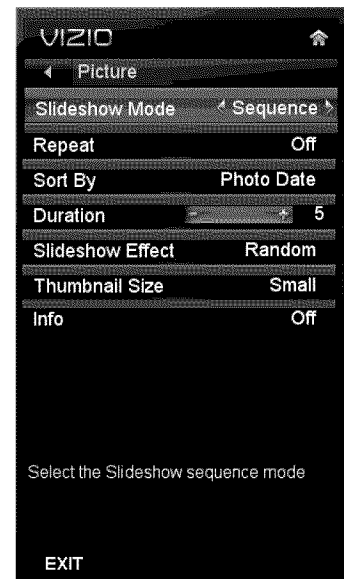 VIZIO
Picture
Slideshow Mode Sequence
Repeat Off
Sort By Photo Date
Duration - + 5
Slideshow Effect Random
Thumbnail Size Small
Info Off
Select the Slideshow sequence mode
EXIT